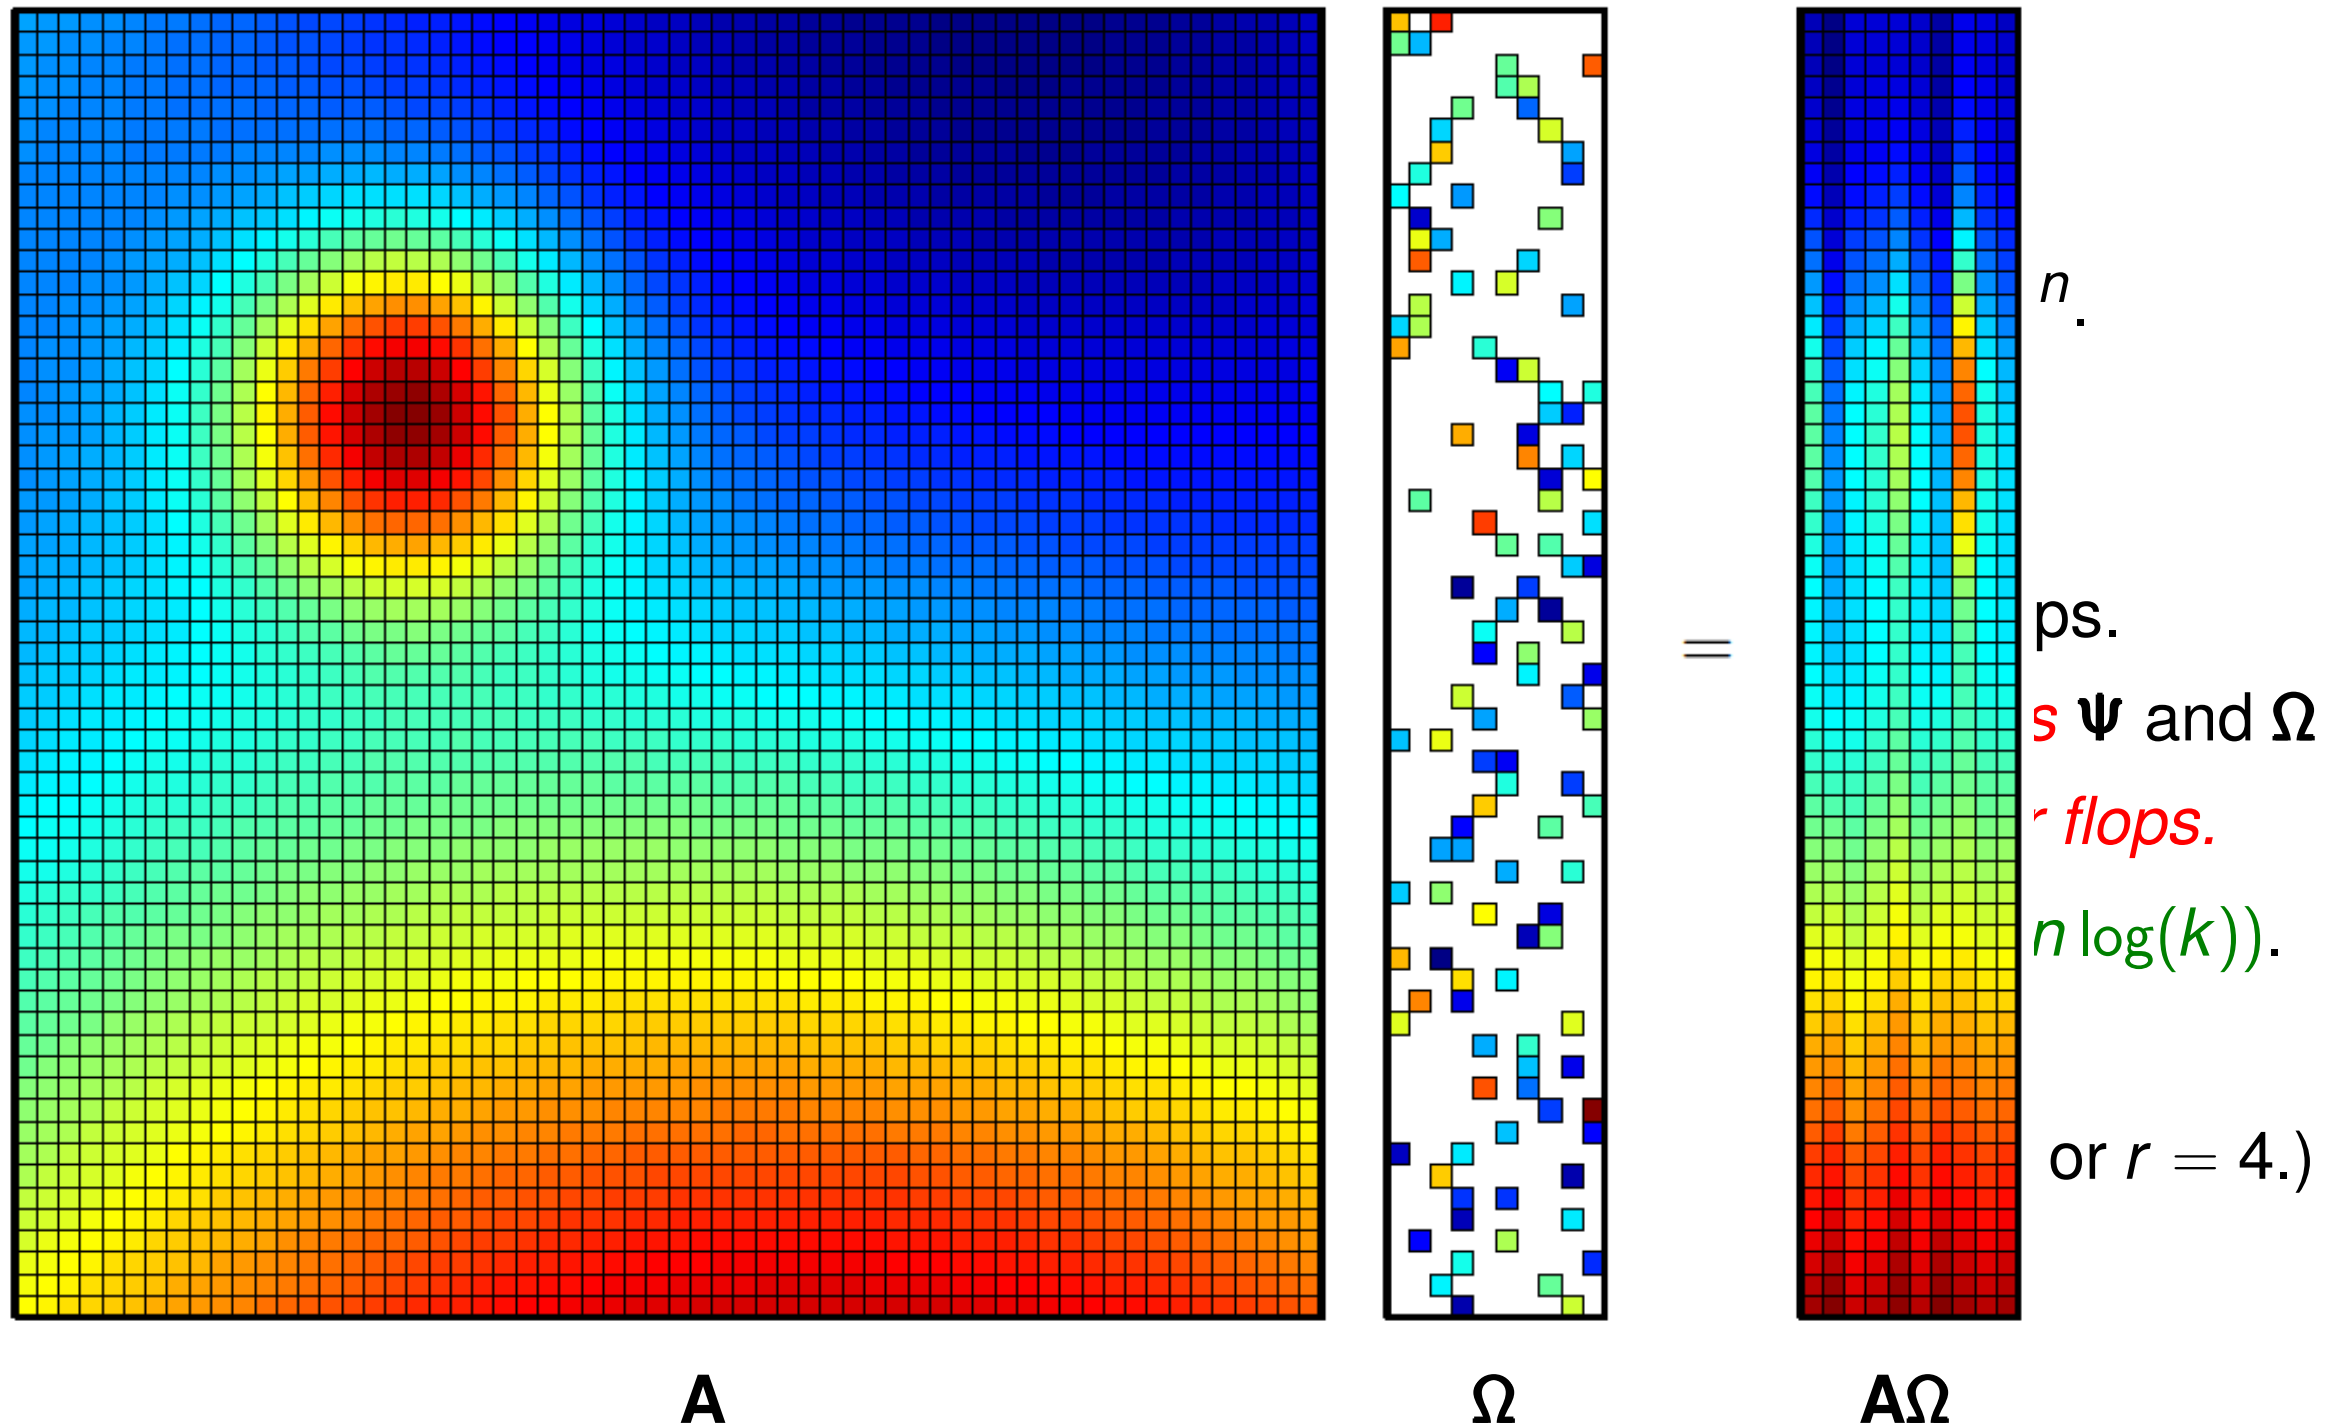 n
.
=
ps.
s Ψ and Ω
r flops.
n log(k)).
or r = 4.)
A Ω AΩ